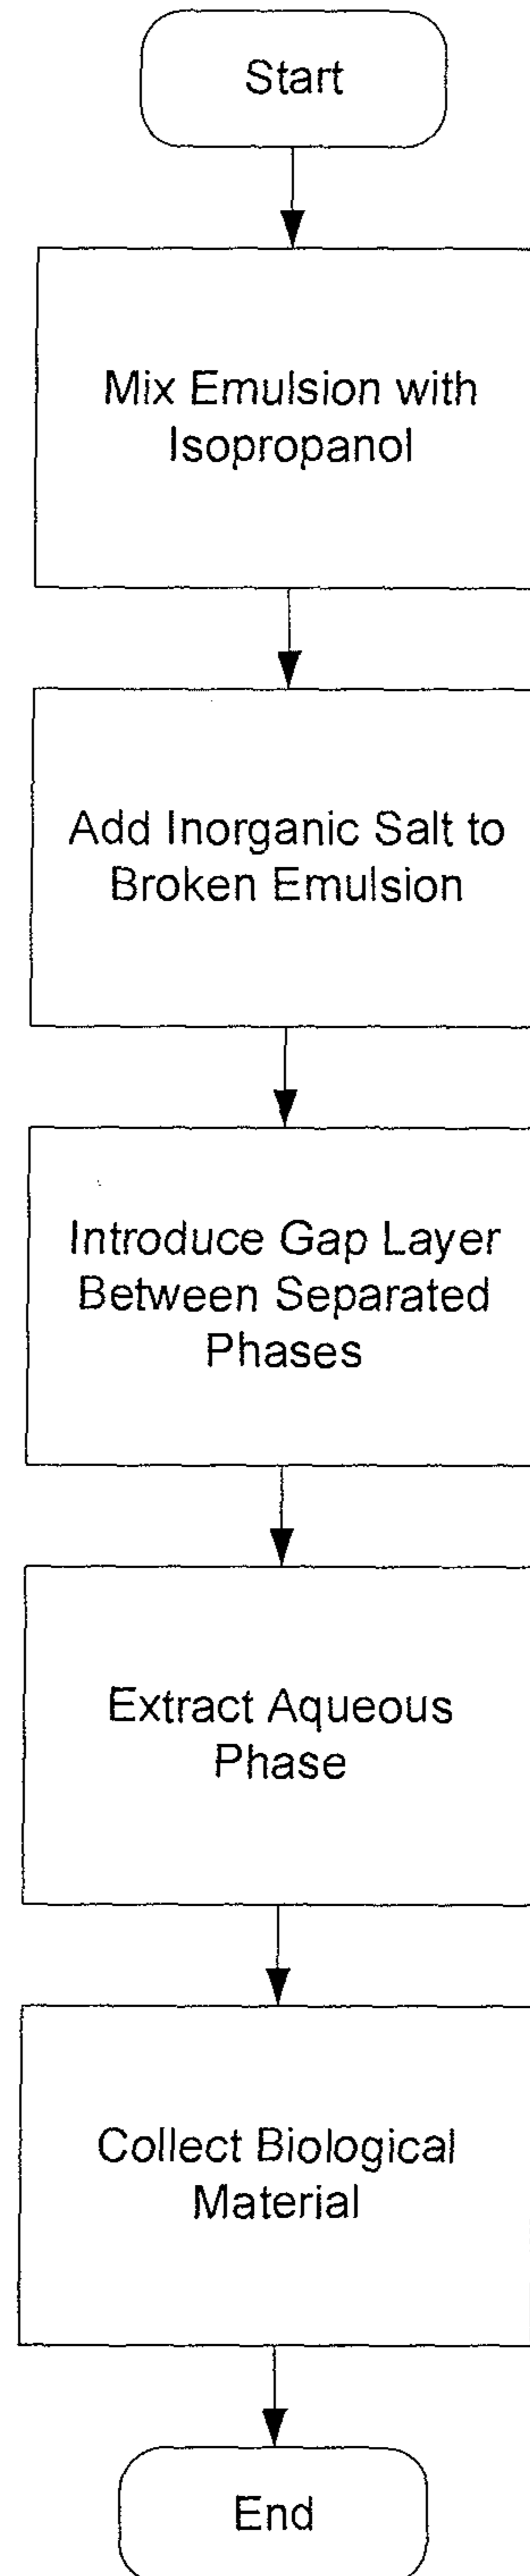 Start
Mix Emulsion with
Isopropanol
Add Inorganic Salt to
Broken Emulsion
Introduce Gap Layer
Between Separated
Phases
Extract Aqueous
Phase
Collect Biological
Material
End